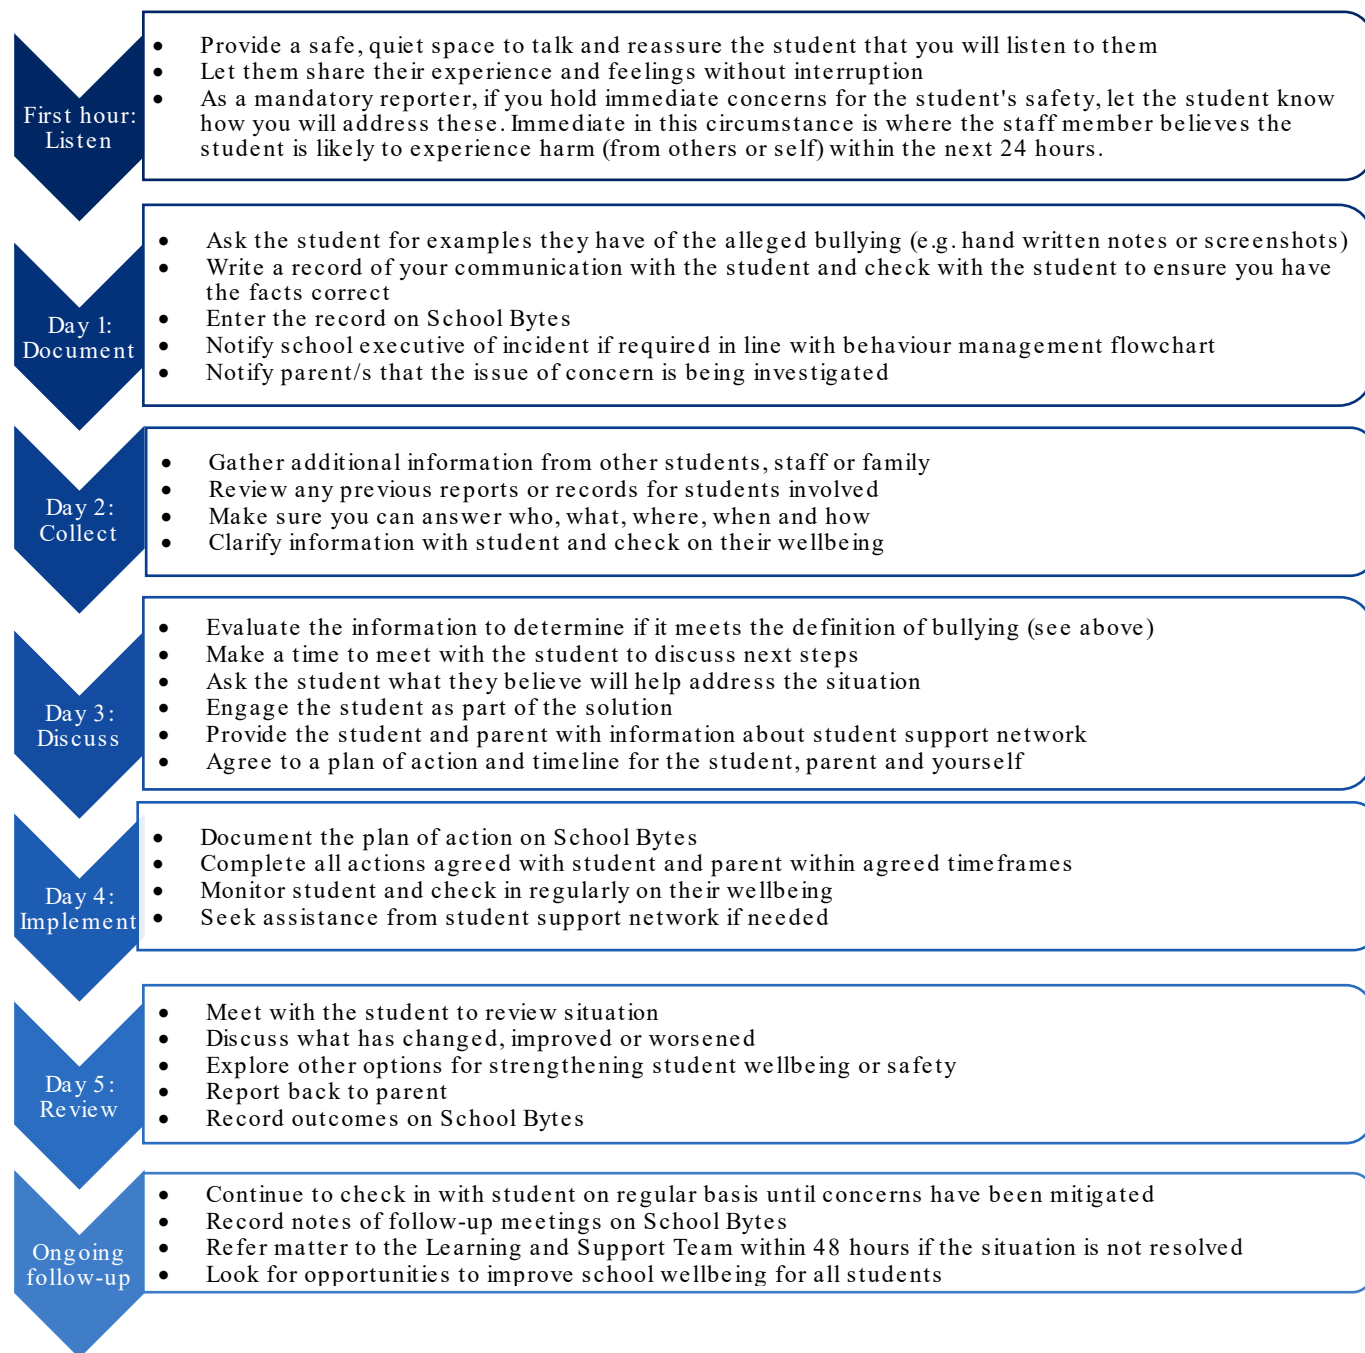 First hour:
Listen
• Provide a safe, quiet space to talk and reassure the student that you will listen to them
• Let them share their experience and feelings without interruption
• As a mandatory reporter, if you hold immediate concerns for the student's safety, let the student know
how you will address these. Immediate in this circumstance is where the staff member believes the
student is likely to experience harm (from others or self) within the next 24 hours.
Day 1:
Document
• Ask the student for examples they have of the alleged bullying (e.g. hand written notes or screenshots)
• Write a record of your communication with the student and check with the student to ensure you have
the facts correct
• Enter the record on School Bytes
• Notify school executive of incident if required in line with behaviour management flowchart
• Notify parent/s that the issue of concern is being investigated
Day 2:
Collect
• Gather additional information from other students, staff or family
• Review any previous reports or records for students involved
• Make sure you can answer who, what, where, when and how
• Clarify information with student and check on their wellbeing
Day 3:
Discuss
• Evaluate the information to determine if it meets the definition of bullying (see above)
• Make a time to meet with the student to discuss next steps
• Ask the student what they believe will help address the situation
• Engage the student as part of the solution
• Provide the student and parent with information about student support network
• Agree to a plan of action and timeline for the student, parent and yourself
Day 4:
Implement
• Document the plan of action on School Bytes
• Complete all actions agreed with student and parent within agreed timeframes
• Monitor student and check in regularly on their wellbeing
• Seek assistance from student support network if needed
Day 5:
Review
• Meet with the student to review situation
• Discuss what has changed, improved or worsened
• Explore other options for strengthening student wellbeing or safety
• Report back to parent
• Record outcomes on School Bytes
Ongoing
follow-up
• Continue to check in with student on regular basis until concerns have been mitigated
• Record notes of follow-up meetings on School Bytes
• Refer matter to the Learning and Support Team within 48 hours if the situation is not resolved
• Look for opportunities to improve school wellbeing for all students